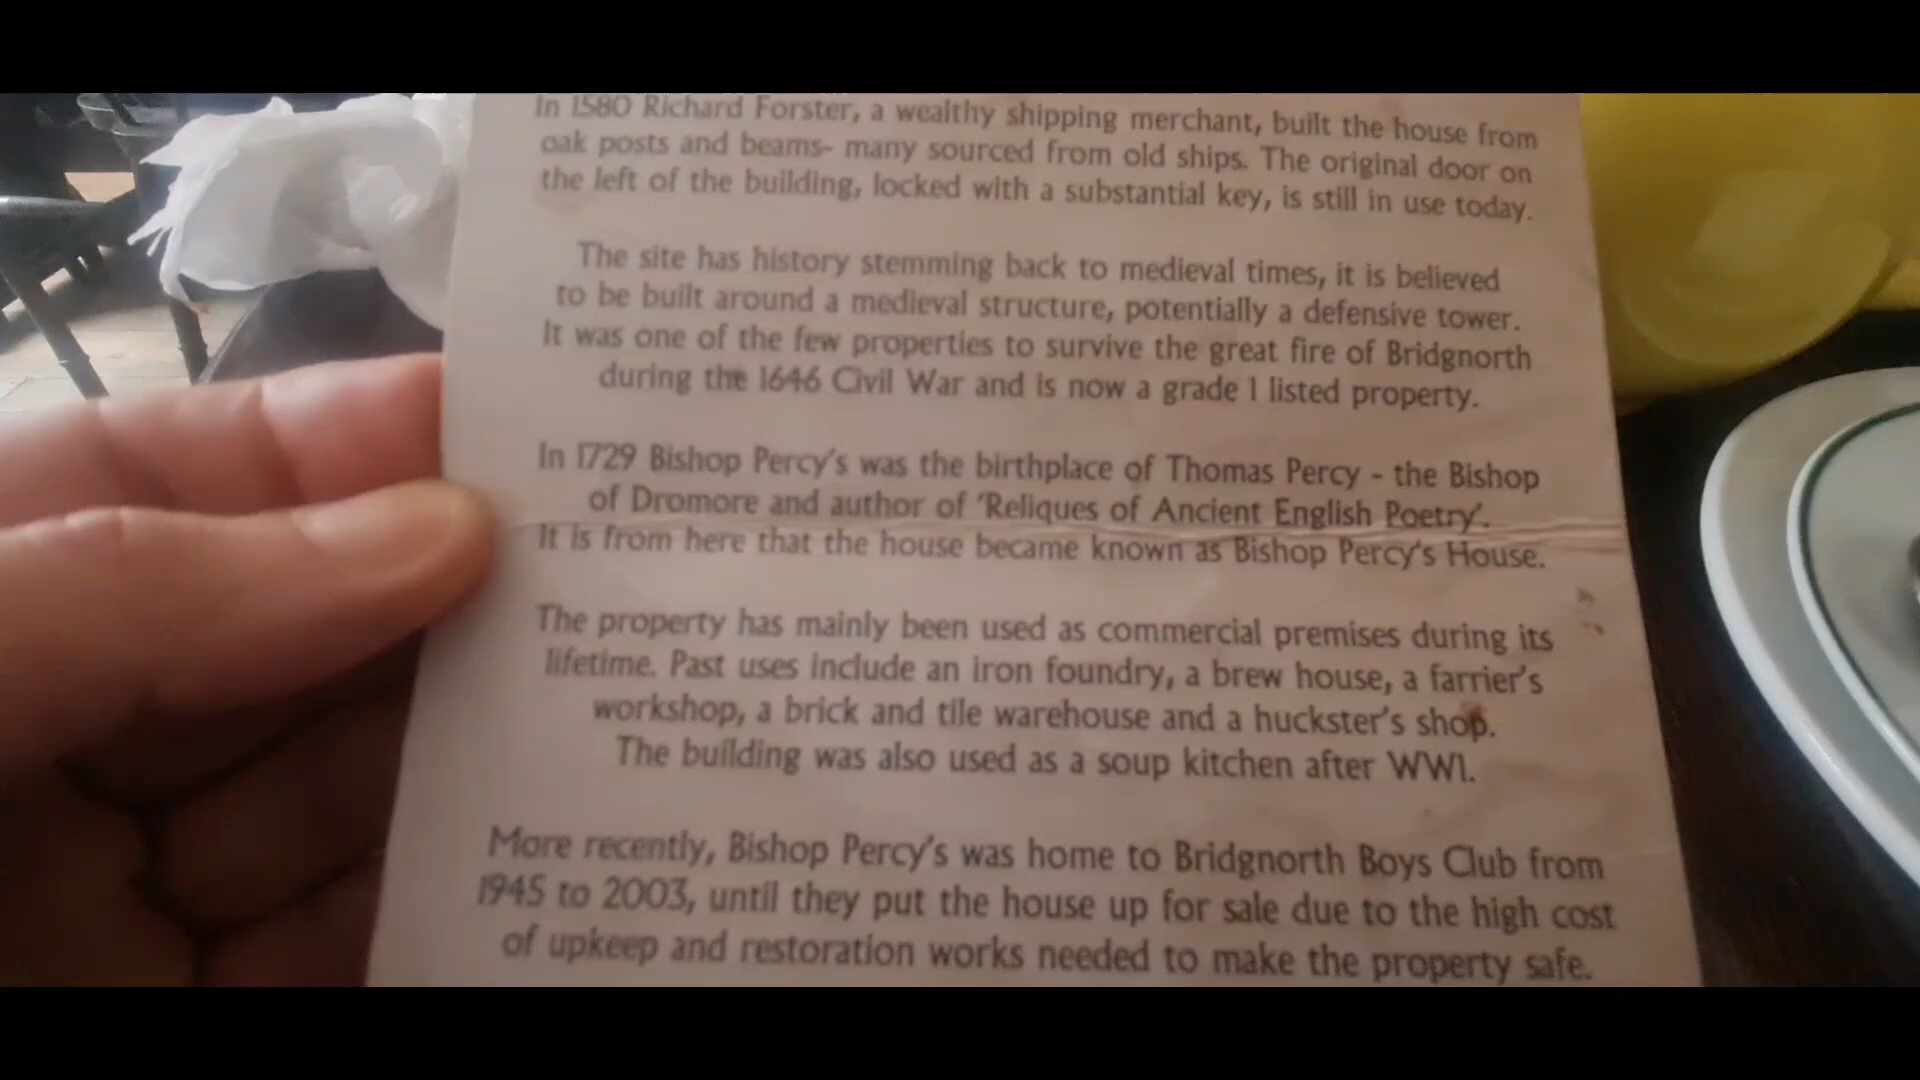 In 1580 Richard Forster, a wealthy shipping merchant, built the house from
oak posts and beams- many sourced from old ships. The original door on
the left of the building, locked with a substantial key, is still in use today.
The site has history stemming back to medieval times, it is believed
to be built around a medieval structure, potentially a defensive tower.
It was one of the few properties to survive the great fire of Bridgnorth
during the 1646 Civil War and is now a grade 1 listed property.
In 1729 Bishop Percy's was the birthplace of Thomas Percy - the Bishop
of Dromore and author of 'Reliques of Ancient English Poetry'.
It is from here that the house became known as Bishop Percy's House.
The property has mainly been used as commercial premises during its
lifetime. Past uses include an iron foundry, a brew house, a farrier's
workshop, a brick and tile warehouse and a huckster's shop.
The building was also used as a soup kitchen after WW1.
More recently, Bishop Percy's was home to Bridgnorth Boys Club from
1945 to 2003, until they put the house up for sale due to the high cost
of upkeep and restoration works needed to make the property safe.